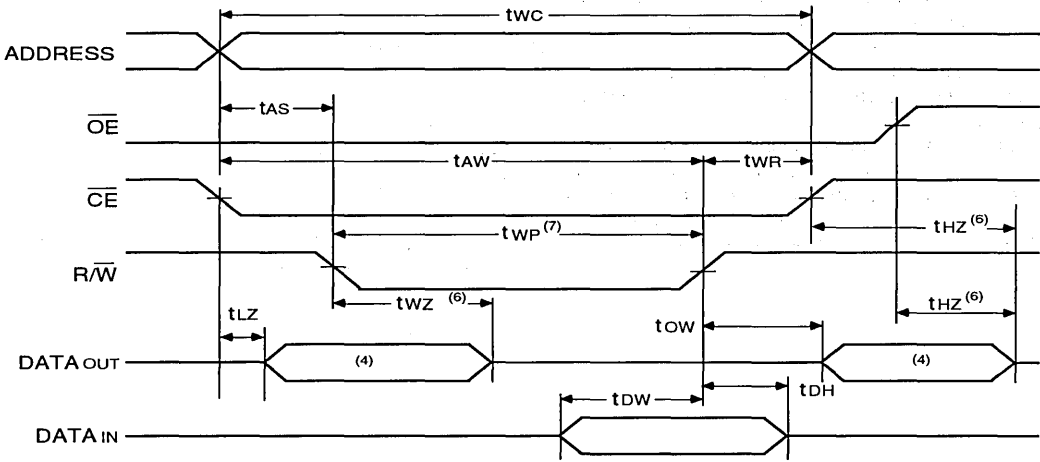 tWC
ADDRESS
tAS
OE
tAW
tWR
CE
tWP (7)
tHZ (6)
R/W
tWZ (6)
tHZ (6)
tLZ
tOW
DATA OUT
(4)
(4)
tDH
tDW
DATA IN